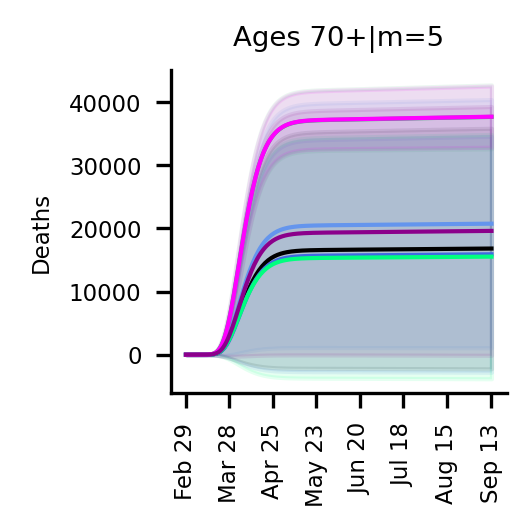 Ages 70+|m=5
Deaths
40000
30000
20000
10000
0
Feb 29
Mar 28
Apr 25
May 23
Jun 20
Jul 18
Aug 15
Sep 13